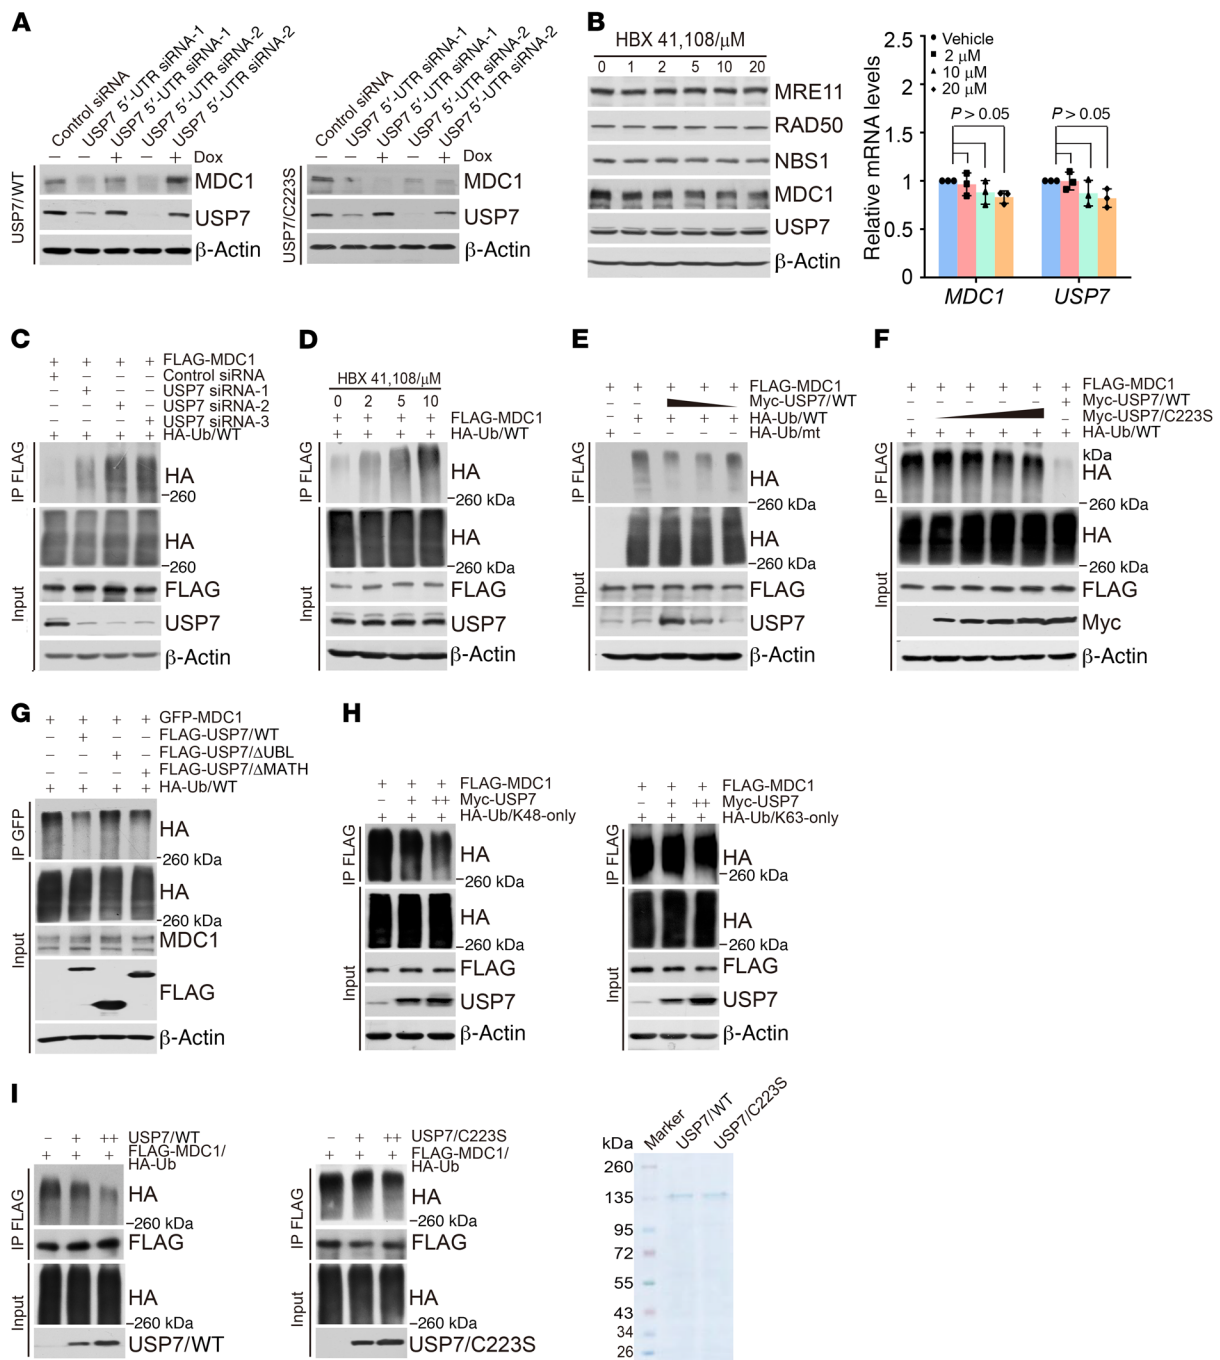 A
Control siRNA
USP7 5′-UTR siRNA-1
USP7 5′-UTR siRNA-1
USP7 5′-UTR siRNA-2
USP7 5′-UTR siRNA-2
– – + – + Dox
USP7/WT
MDC1
USP7
β-Actin
Control siRNA
USP7 5′-UTR siRNA-1
USP7 5′-UTR siRNA-1
USP7 5′-UTR siRNA-2
USP7 5′-UTR siRNA-2
– – + – + Dox
USP7/C223S
MDC1
USP7
β-Actin
B
HBX 41,108/μM
0 1 2 5 10 20
MRE11
RAD50
NBS1
MDC1
USP7
β-Actin
Relative mRNA levels
2.5
2
1.5
1
0.5
0
Vehicle
2 μM
10 μM
20 μM
P > 0.05
P > 0.05
MDC1
USP7
C
+ + + + FLAG-MDC1
+ – – – Control siRNA
– + – – USP7 siRNA-1
– – + – USP7 siRNA-2
– – – + USP7 siRNA-3
+ + + + HA-Ub/WT
IP FLAG
HA
–260
Input
HA
–260
FLAG
USP7
β-Actin
D
HBX 41,108/μM
0 2 5 10
+ + + + FLAG-MDC1
+ + + + HA-Ub/WT
IP FLAG
HA
–260 kDa
Input
HA
–260 kDa
FLAG
USP7
β-Actin
E
+ + + + + FLAG-MDC1
– – Myc-USP7/WT
– + + + + HA-Ub/WT
+ – – – – HA-Ub/mt
IP FLAG
HA
–260 kDa
Input
HA
–260 kDa
FLAG
USP7
β-Actin
F
+ + + + + + FLAG-MDC1
– – – – – + Myc-USP7/WT
– – Myc-USP7/C223S
+ + + + + + HA-Ub/WT
IP FLAG
kDa
HA
–260 kDa
Input
HA
–260 kDa
FLAG
Myc
β-Actin
G
+ + + + GFP-MDC1
– + – – FLAG-USP7/WT
– – + – FLAG-USP7/ΔUBL
– – – + FLAG-USP7/ΔMATH
+ + + + HA-Ub/WT
IP GFP
HA
–260 kDa
Input
HA
–260 kDa
MDC1
FLAG
β-Actin
H
+ + + FLAG-MDC1
– + ++ Myc-USP7
+ + + HA-Ub/K48-only
IP FLAG
HA
–260 kDa
Input
HA
–260 kDa
FLAG
USP7
β-Actin
+ + + FLAG-MDC1
– + ++ Myc-USP7
+ + + HA-Ub/K63-only
IP FLAG
HA
–260 kDa
Input
HA
–260 kDa
FLAG
USP7
β-Actin
I
– + ++ USP7/WT
+ + + FLAG-MDC1/
HA-Ub
IP FLAG
HA
–260 kDa
FLAG
Input
HA
–260 kDa
USP7/WT
– + ++ USP7/C223S
+ + + FLAG-MDC1/
HA-Ub
IP FLAG
HA
–260 kDa
FLAG
Input
HA
–260 kDa
USP7/C223S
kDa
Marker
USP7/WT
USP7/C223S
260
135
95
72
55
43
34
26